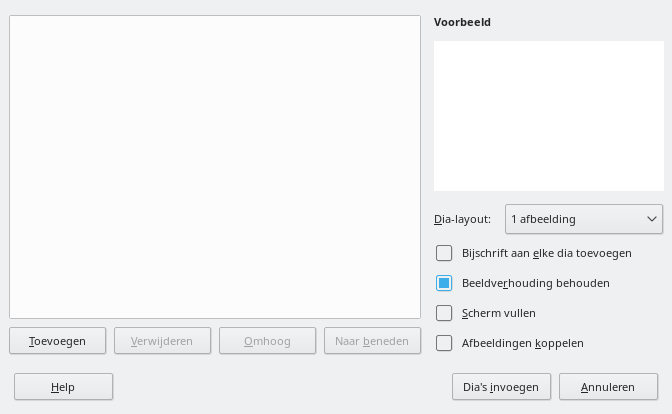 Voorbeeld
Dia-layout: 1 afbeelding
Bijschrift aan elke dia toevoegen
Beeldverhouding behouden
Scherm vullen
Afbeeldingen koppelen
Toevoegen Verwijderen Omhoog Naar beneden
Help Dia's invoegen Annuleren